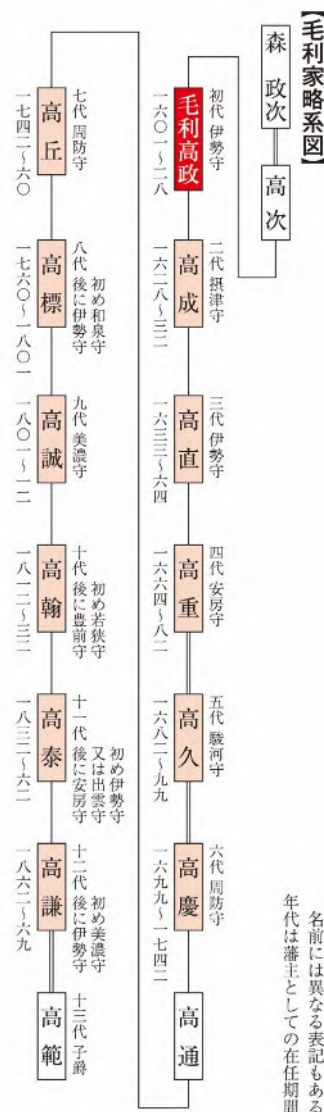 【毛利家略系図】
森 政次
高次
初代 伊勢守
毛利高政
一六〇一～二八
二代 摂津守
高成
一六二八～三二
三代 伊勢守
高直
一六三三～六四
四代 安房守
高重
一六六四～八二
五代 駿河守
高久
一六八二～九九
六代 周防守
高慶
一六九九～一七四二
高通
七代 周防守
高丘
一七四二～六〇
初め和泉守
八代 後に伊勢守
高標
一七六〇～一八〇一
九代 美濃守
高誠
一八〇一～一二
初め若狭守
十代 後に豊前守
高翰
一八一二～三二
初め伊勢守
又は出雲守
十一代 後に安房守
高泰
一八三二～六二
初め美濃守
十二代 後に伊勢守
高謙
一八六二～六九
十三代 子爵
高範
名前には異なる表記もある
年代は藩主としての在任期間